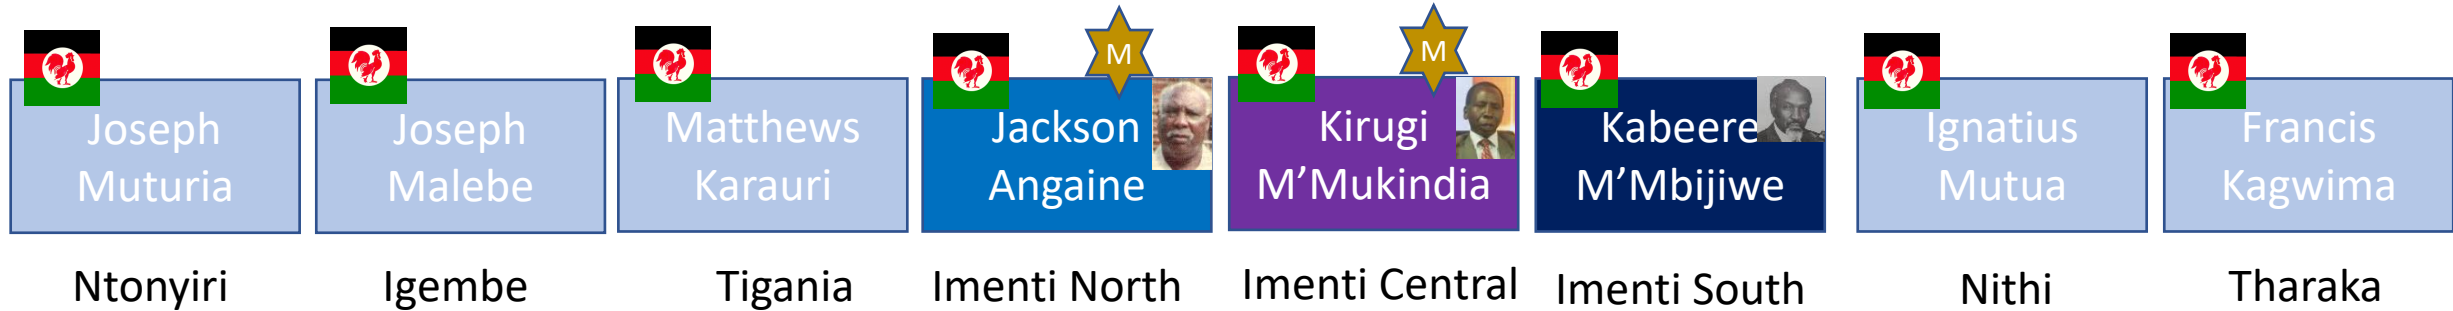 M
M
Joseph
Muturia
Joseph
Malebe
Matthews
Karauri
Jackson
Angaine
Kirugi
M’Mukindia
Kabeere
M’Mbijiwe
Ignatius
Mutua
Francis
Kagwima
Ntonyiri
Igembe
Tigania
Imenti North
Imenti Central
Imenti South
Nithi
Tharaka